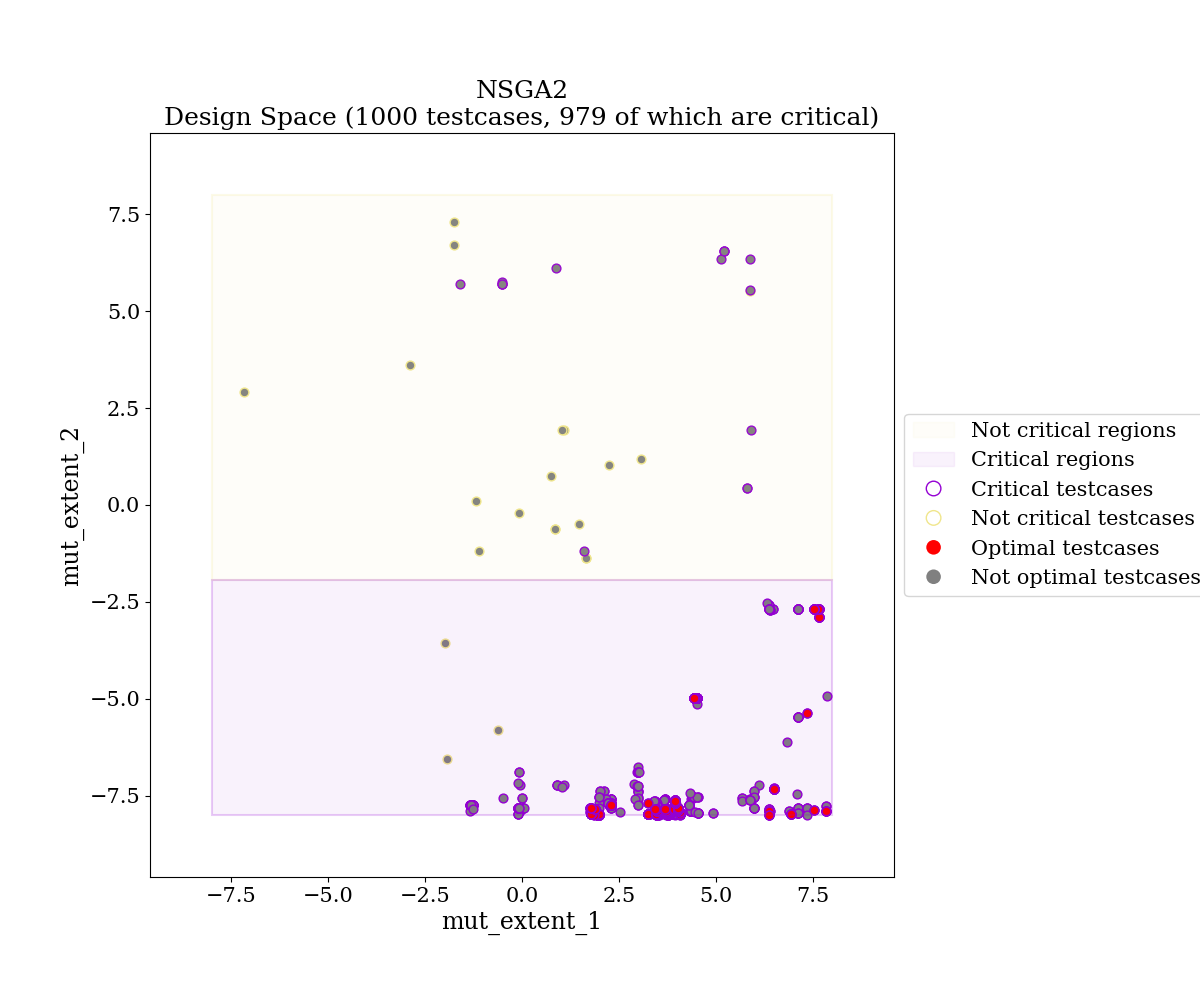 NSGA2
Design Space (1000 testcases, 979 of which are critical)
7.5
5.0
2.5
0.0
−2.5
−5.0
−7.5
mut_extent_2
−7.5
−5.0
−2.5
0.0
2.5
5.0
7.5
mut_extent_1
Not critical regions
Critical regions
Critical testcases
Not critical testcases
Optimal testcases
Not optimal testcases